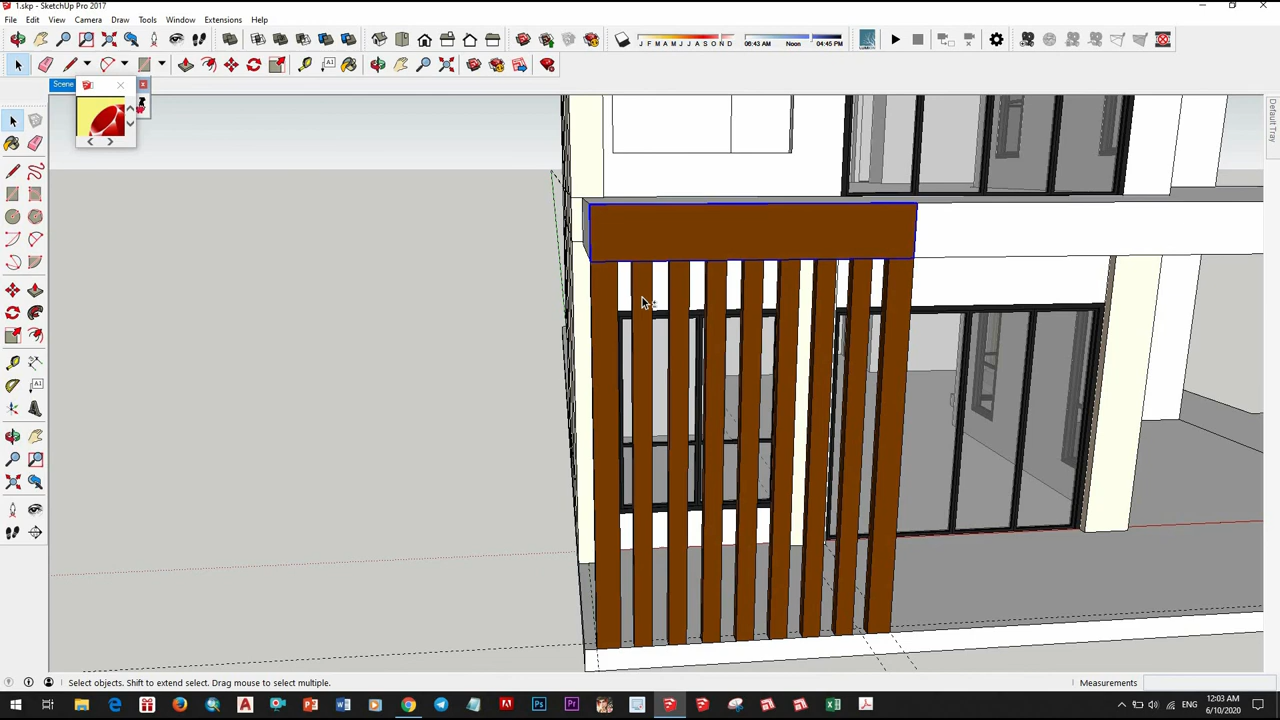 1.skp - SketchUp Pro 2017
File Edit View Camera Draw Tools Window Extensions Help
J F M A M J J A S O N D
06:43 AM Noon 04:45 PM
Scene
Default Tray
Select objects. Shift to extend select. Drag mouse to select multiple.
Measurements
12:03 AM
6/10/2020